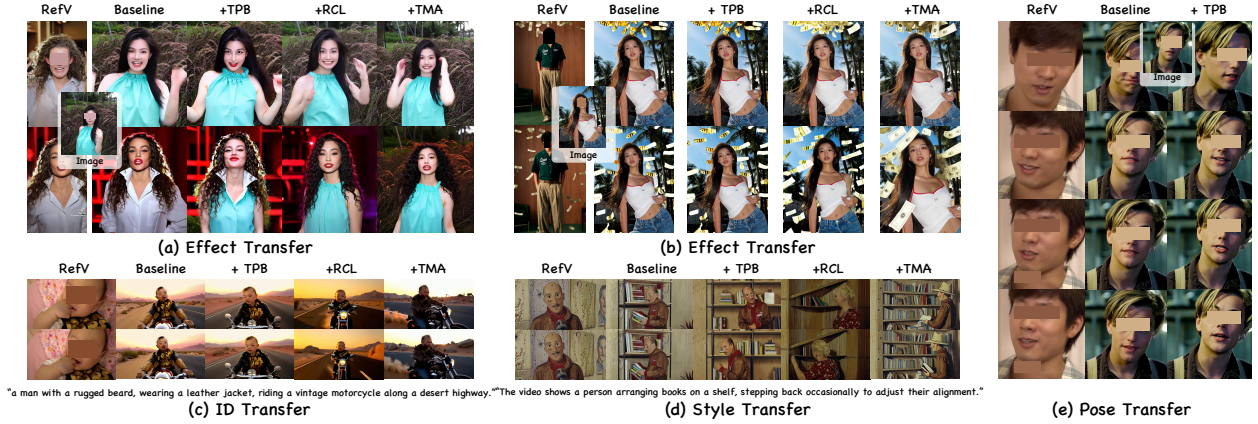 RefV Baseline +TPB +RCL +TMA
Image
(a) Effect Transfer
RefV Baseline + TPB +RCL +TMA
Image
(b) Effect Transfer
RefV Baseline + TPB
Image
RefV Baseline + TPB +RCL +TMA
"a man with a rugged beard, wearing a leather jacket, riding a vintage motorcycle along a desert highway."
(c) ID Transfer
RefV Baseline + TPB +RCL +TMA
"The video shows a person arranging books on a shelf, stepping back occasionally to adjust their alignment."
(d) Style Transfer
(e) Pose Transfer